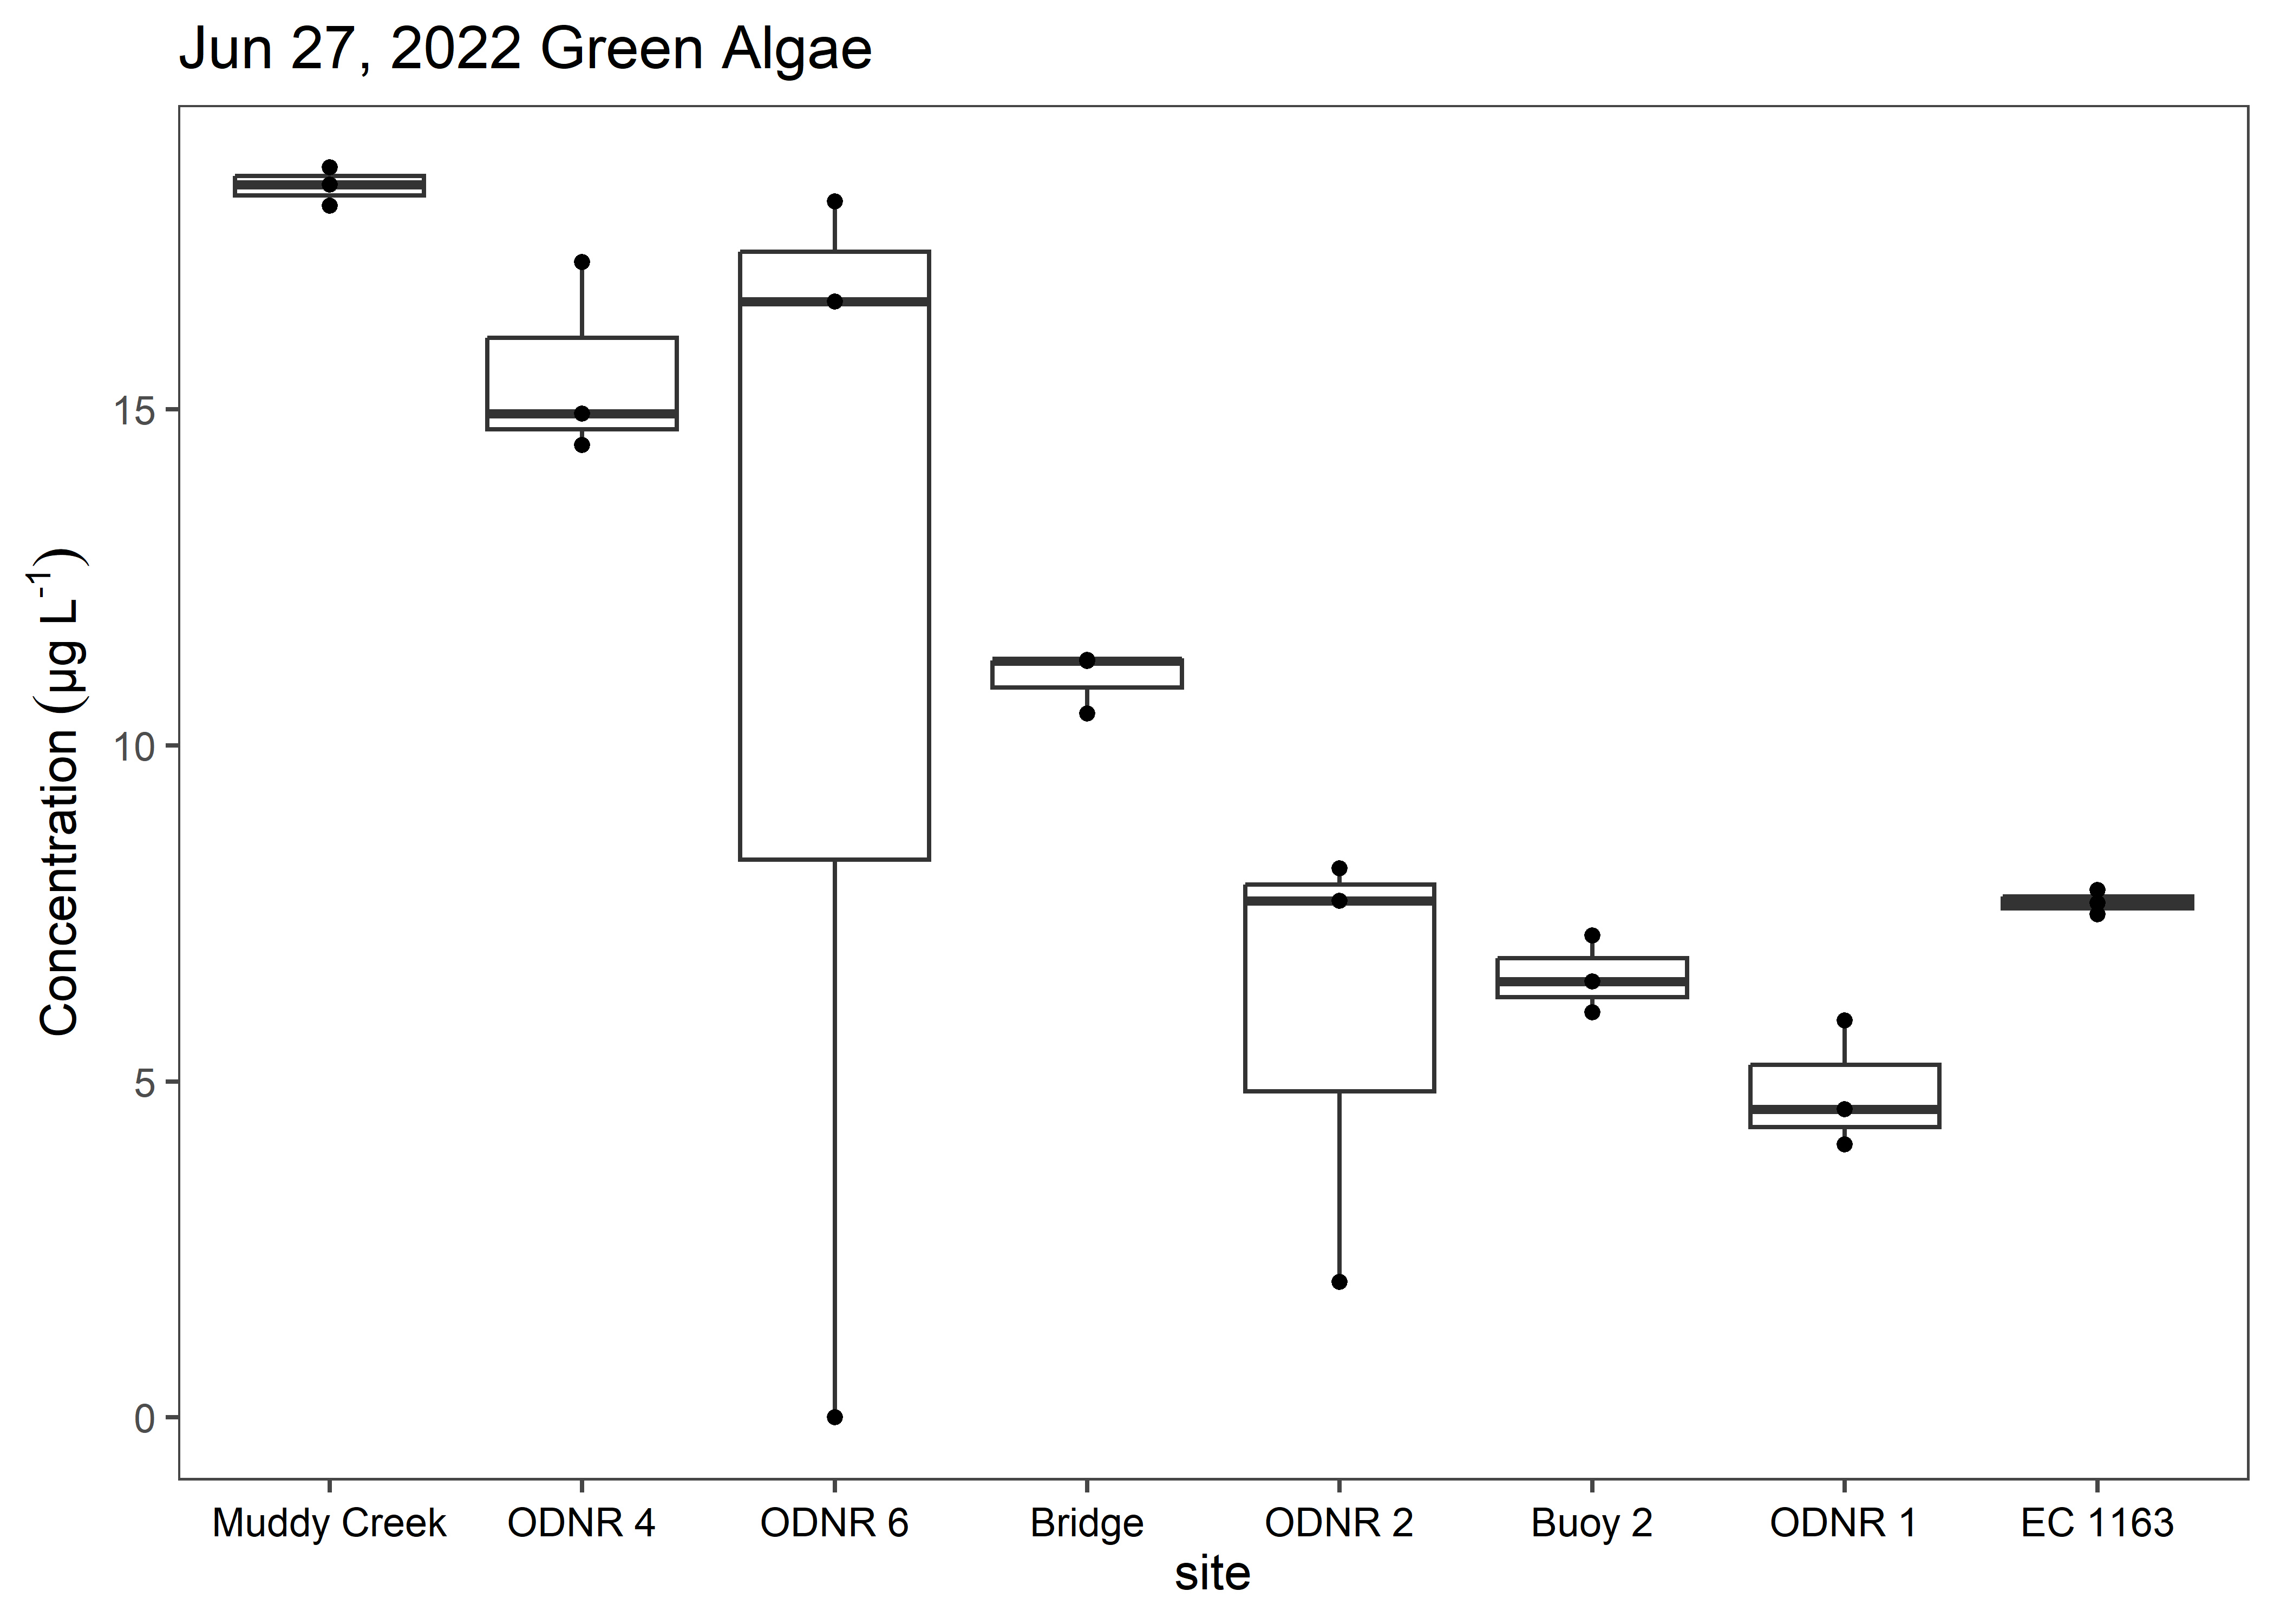 Jun 27, 2022 Green Algae
Concentration (µg L⁻¹)
15
10
5
0
Muddy Creek ODNR 4 ODNR 6 Bridge ODNR 2 Buoy 2 ODNR 1 EC 1163
site